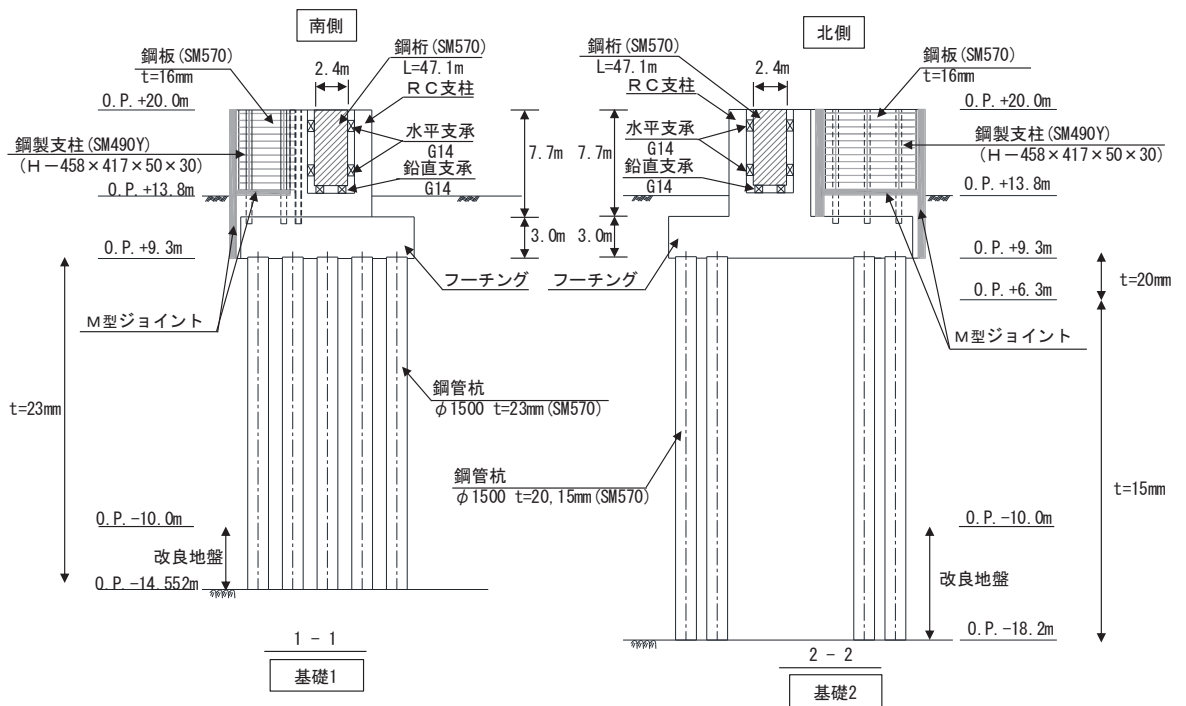 南側
鋼板(SM570)
t=16mm
鋼桁(SM570)
L=47.1m
2.4m
RC支柱
O.P.+20.0m
鋼製支柱(SM490Y)
(H-458×417×50×30)
水平支承
G14
鉛直支承
G14
7.7m
O.P.+13.8m
3.0m
O.P.+9.3m
フーチング
M型ジョイント
t=23mm
鋼管杭
φ1500 t=23mm(SM570)
O.P.-10.0m
改良地盤
O.P.-14.552m
1 - 1
基礎1
北側
鋼桁(SM570)
L=47.1m
2.4m
鋼板(SM570)
t=16mm
RC支柱
O.P.+20.0m
水平支承
G14
鉛直支承
G14
7.7m
鋼製支柱(SM490Y)
(H-458×417×50×30)
O.P.+13.8m
3.0m
O.P.+9.3m
フーチング
t=20mm
O.P.+6.3m
M型ジョイント
鋼管杭
φ1500 t=20,15mm(SM570)
t=15mm
O.P.-10.0m
改良地盤
O.P.-18.2m
2 - 2
基礎2